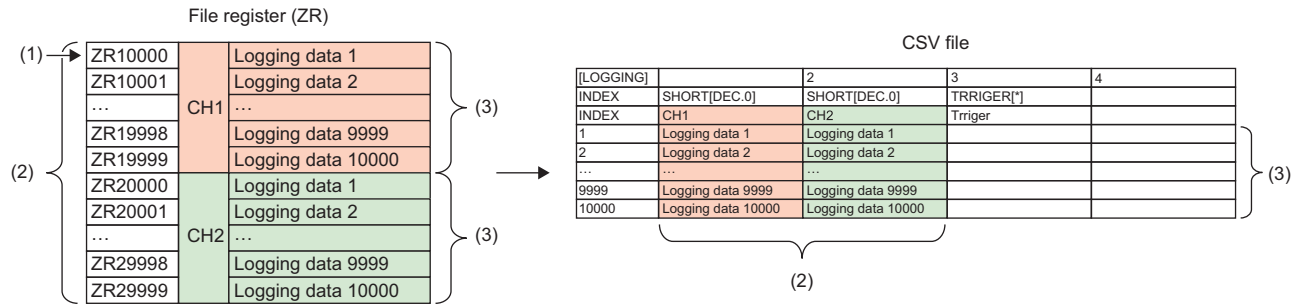 File register (ZR)
(1)
ZR10000 Logging data 1
ZR10001 Logging data 2
… CH1 …
ZR19998 Logging data 9999
ZR19999 Logging data 10000
ZR20000 Logging data 1
ZR20001 Logging data 2
… CH2 …
ZR29998 Logging data 9999
ZR29999 Logging data 10000
(2)
(3)
(3)
CSV file
[LOGGING] 2 3 4
INDEX SHORT[DEC.0] SHORT[DEC.0] TRRIGER[*]
INDEX CH1 CH2 Trriger
1 Logging data 1 Logging data 1
2 Logging data 2 Logging data 2
… … …
9999 Logging data 9999 Logging data 9999
10000 Logging data 10000 Logging data 10000
(3)
(2)